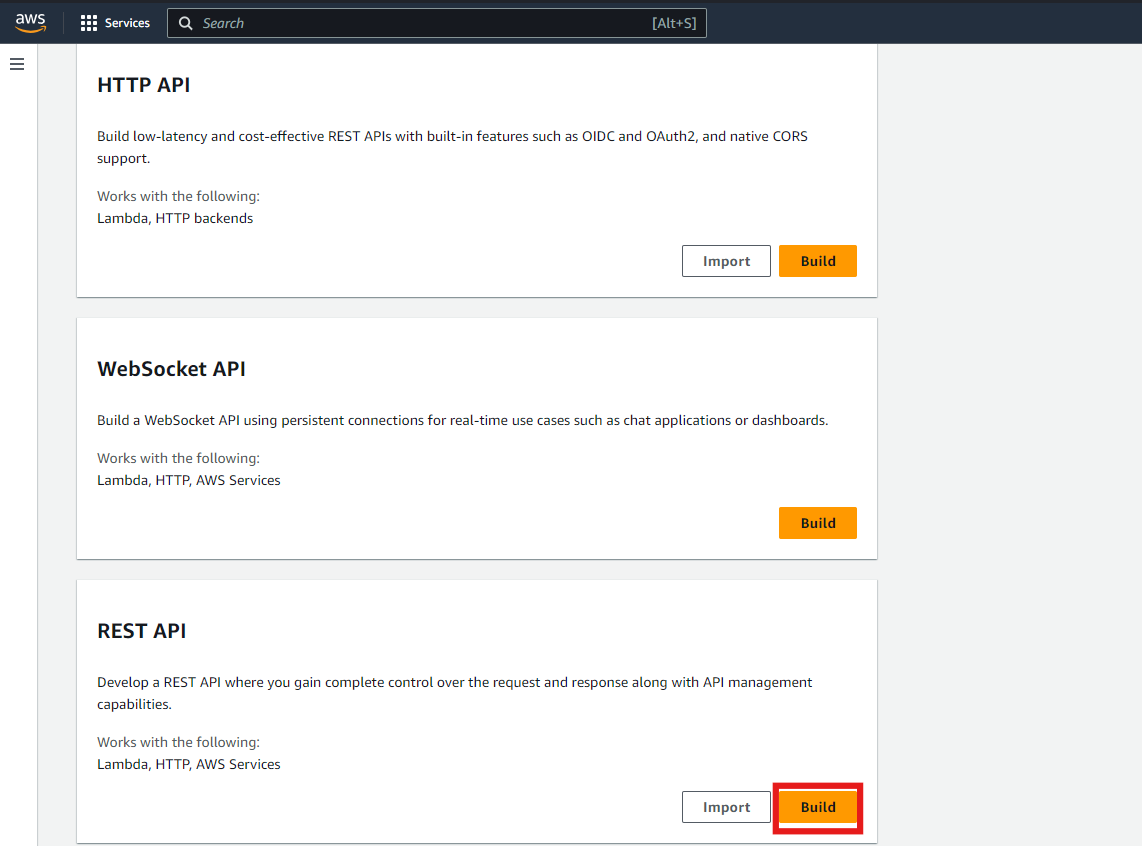 aws
Services
Search
[Alt+S]
HTTP API
Build low-latency and cost-effective REST APIs with built-in features such as OIDC and OAuth2, and native CORS
support.
Works with the following:
Lambda, HTTP backends
Import
Build
WebSocket API
Build a WebSocket API using persistent connections for real-time use cases such as chat applications or dashboards.
Works with the following:
Lambda, HTTP, AWS Services
Build
REST API
Develop a REST API where you gain complete control over the request and response along with API management
capabilities.
Works with the following:
Lambda, HTTP, AWS Services
Import
Build